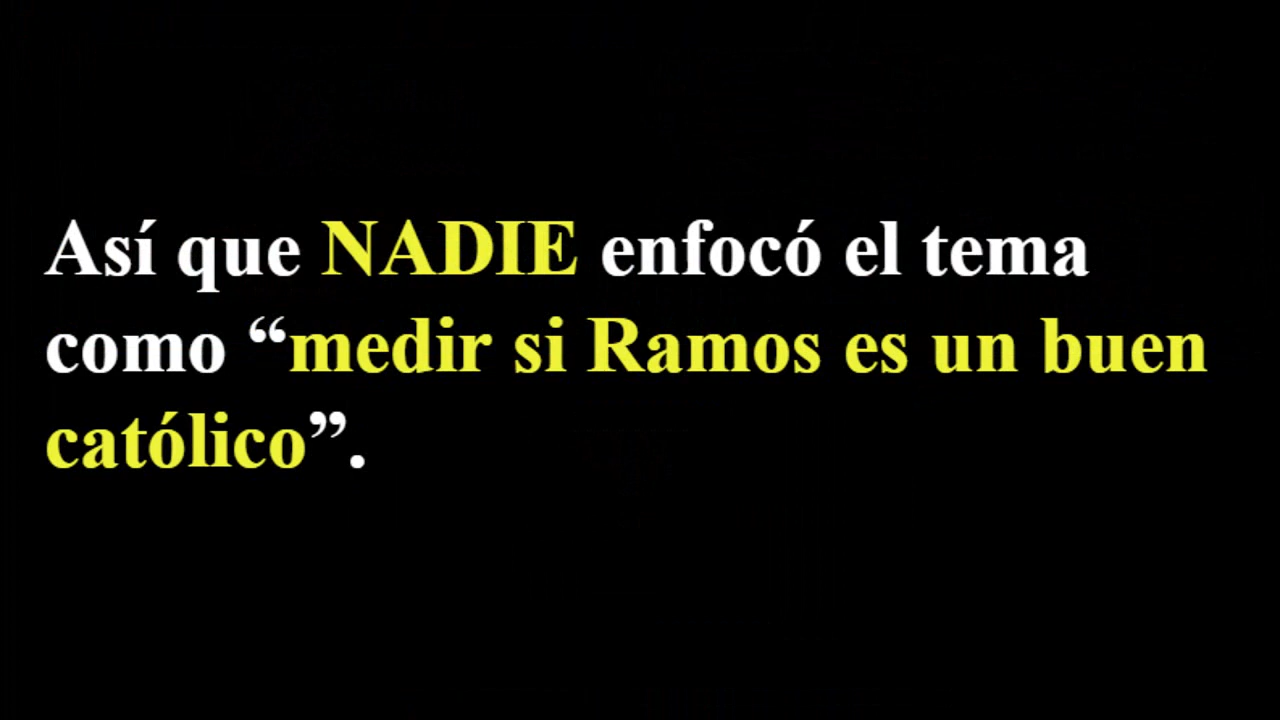 Así que NADIE enfocó el tema
como “medir si Ramos es un buen
católico”.